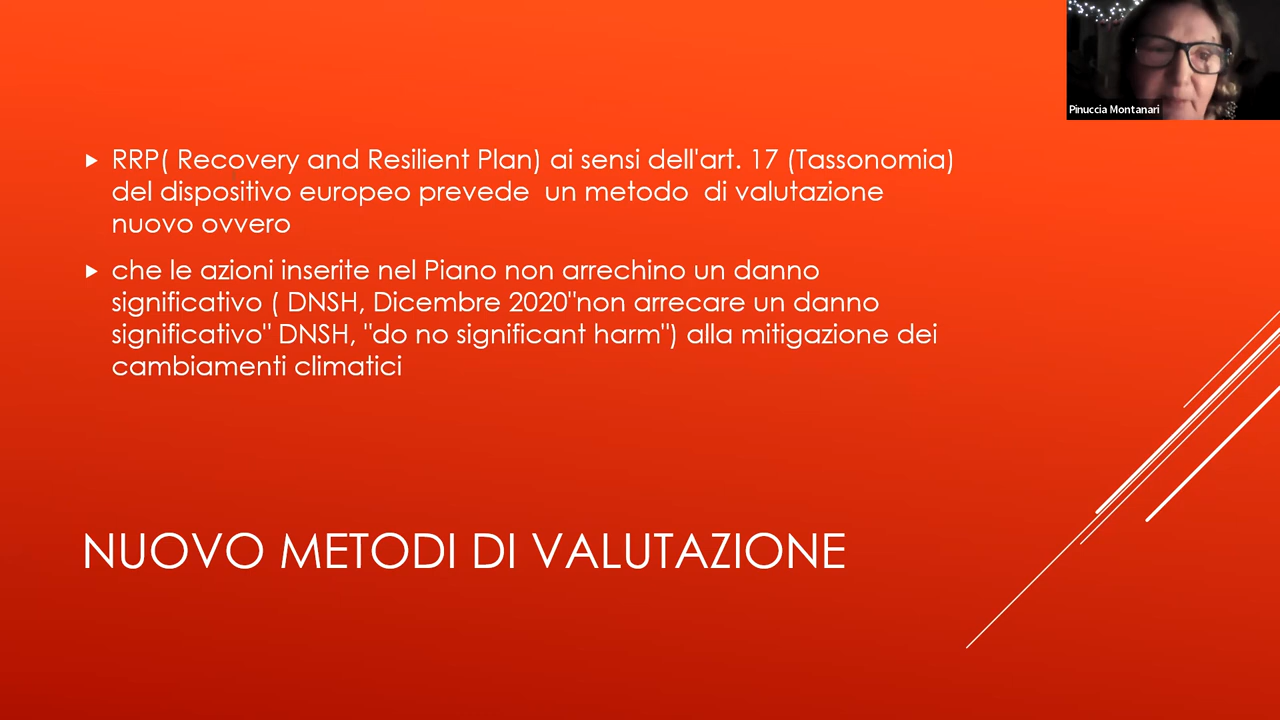 RRP( Recovery and Resilient Plan) ai sensi dell'art. 17 (Tassonomia)
del dispositivo europeo prevede  un metodo  di valutazione
nuovo ovvero
che le azioni inserite nel Piano non arrechino un danno
significativo ( DNSH, Dicembre 2020"non arrecare un danno
significativo" DNSH, "do no significant harm") alla mitigazione dei
cambiamenti climatici
NUOVO METODI DI VALUTAZIONE
Pinuccia Montanari